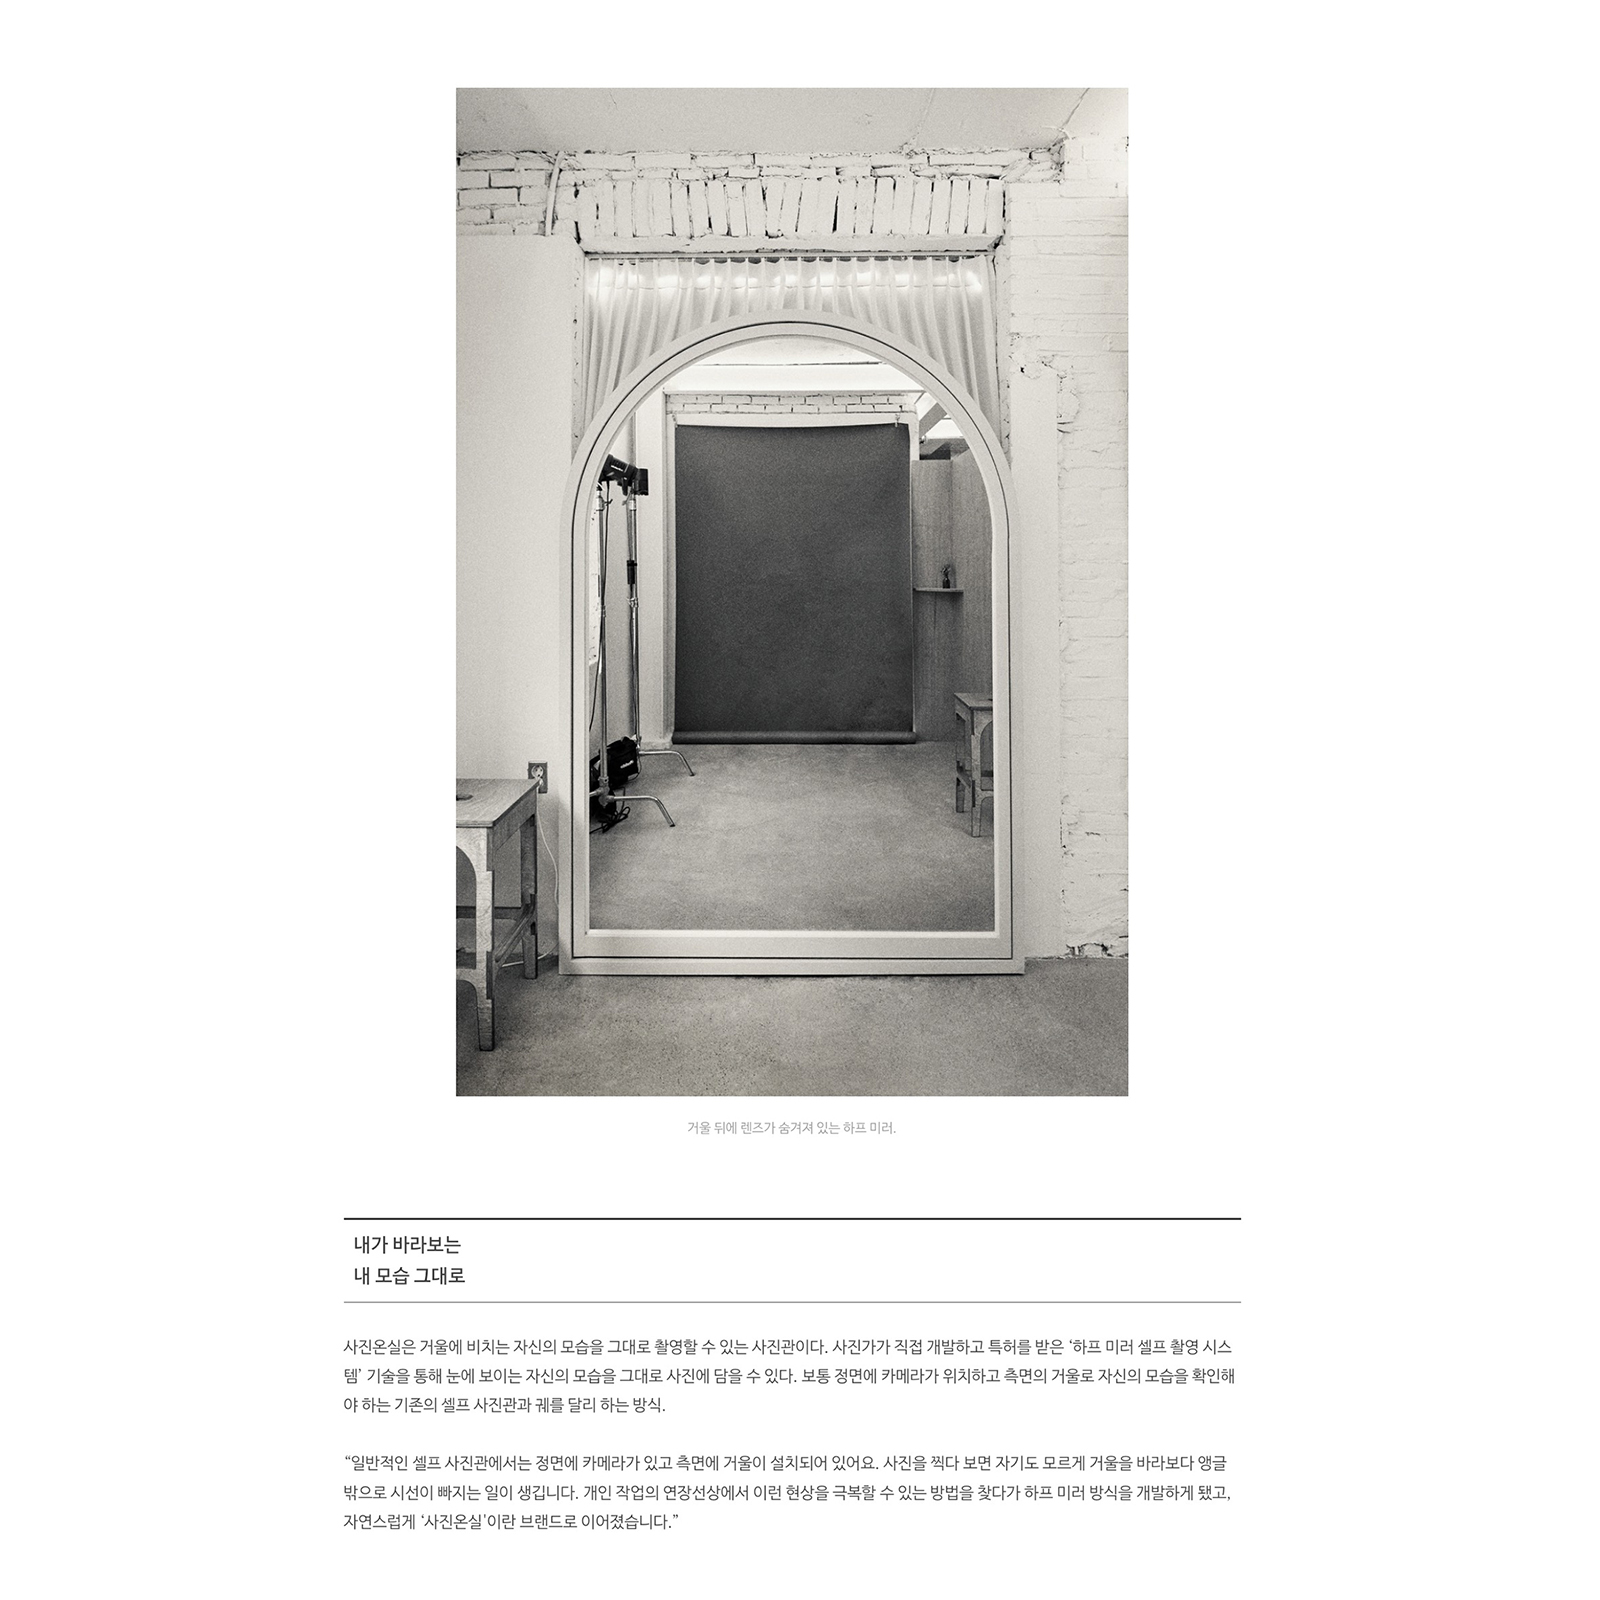 거울 뒤에 렌즈가 숨겨져 있는 하프 미러.
내가 바라보는
내 모습 그대로
사진온실은 거울에 비치는 자신의 모습을 그대로 촬영할 수 있는 사진관이다. 사진가가 직접 개발하고 특허를 받은 ‘하프 미러 셀프 촬영 시스
템’ 기술을 통해 눈에 보이는 자신의 모습을 그대로 사진에 담을 수 있다. 보통 정면에 카메라가 위치하고 측면의 거울로 자신의 모습을 확인해
야 하는 기존의 셀프 사진관과 궤를 달리 하는 방식.
“일반적인 셀프 사진관에서는 정면에 카메라가 있고 측면에 거울이 설치되어 있어요. 사진을 찍다 보면 자기도 모르게 거울을 바라보다 앵글
밖으로 시선이 빠지는 일이 생깁니다. 개인 작업의 연장선상에서 이런 현상을 극복할 수 있는 방법을 찾다가 하프 미러 방식을 개발하게 됐고,
자연스럽게 ‘사진온실'이란 브랜드로 이어졌습니다.”